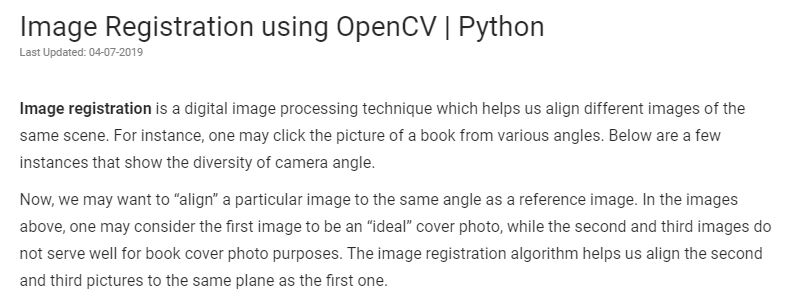 Image Registration using OpenCV | Python
Last Updated: 04-07-2019
Image registration is a digital image processing technique which helps us align different images of the
same scene. For instance, one may click the picture of a book from various angles. Below are a few
instances that show the diversity of camera angle.
Now, we may want to “align” a particular image to the same angle as a reference image. In the images
above, one may consider the first image to be an “ideal” cover photo, while the second and third images do
not serve well for book cover photo purposes. The image registration algorithm helps us align the second
and third pictures to the same plane as the first one.